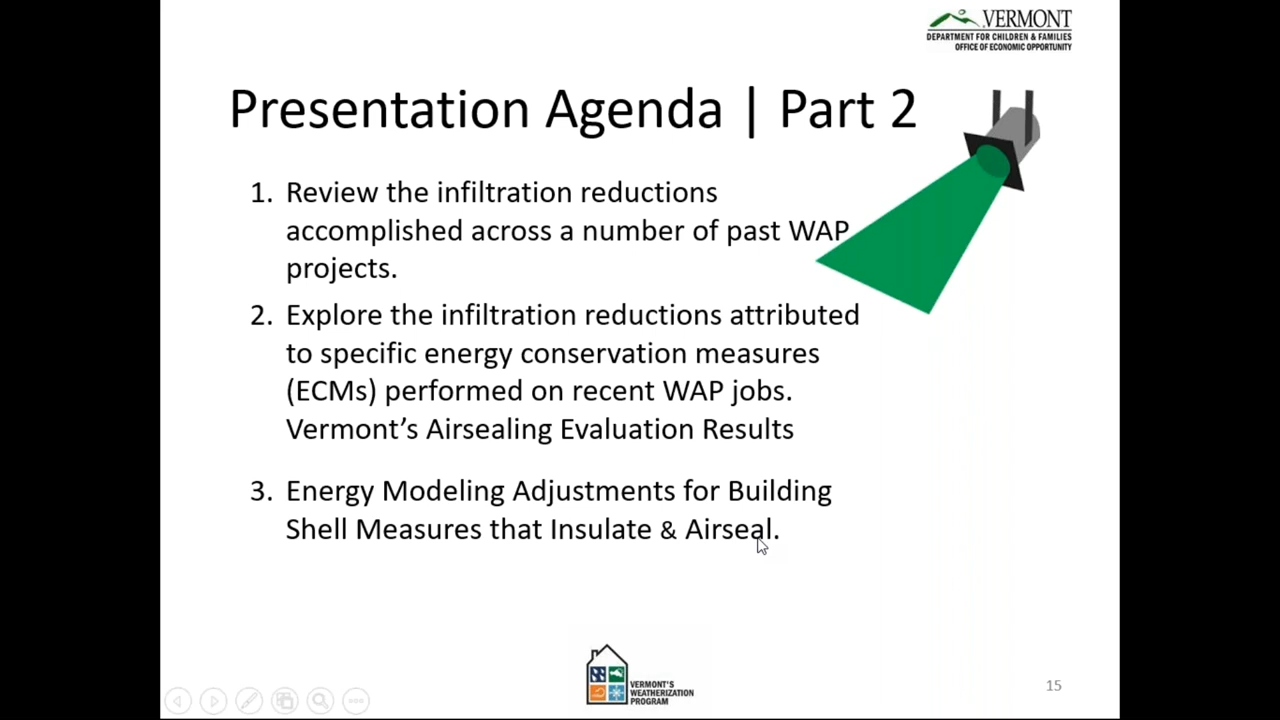 VERMONT
DEPARTMENT FOR CHILDREN & FAMILIES
OFFICE OF ECONOMIC OPPORTUNITY
Presentation Agenda | Part 2
1. Review the infiltration reductions
accomplished across a number of past WAP
projects.
2. Explore the infiltration reductions attributed
to specific energy conservation measures
(ECMs) performed on recent WAP jobs.
Vermont’s Airsealing Evaluation Results
3. Energy Modeling Adjustments for Building
Shell Measures that Insulate & Airseal.
VERMONT'S
WEATHERIZATION
PROGRAM
15